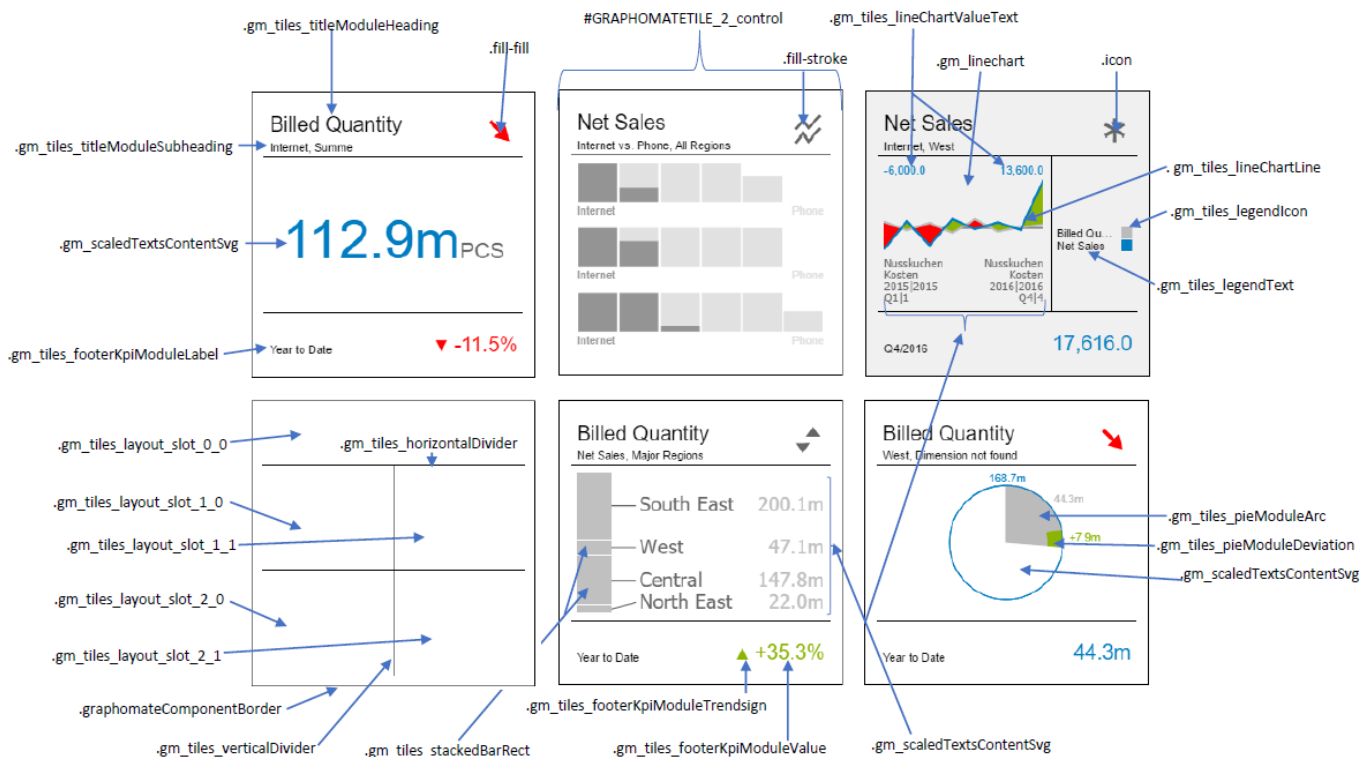 .gm_tiles_titleModuleHeading
#GRAPHOMATETILE_2_control
.gm_tiles_lineChartValueText
.fill-fill
.fill-stroke
.gm_linechart
.icon
Billed Quantity
Internet, Summe
.gm_tiles_titleModuleSubheading
112.9mPCS
.gm_scaledTextsContentSvg
Year to Date
▼ -11.5%
.gm_tiles_footerKpiModuleLabel
Net Sales
Internet vs. Phone, All Regions
Internet
Phone
Internet
Phone
Internet
Phone
Net Sales
Internet, West
-6,000.0
13,600.0
. gm_tiles_lineChartLine
.gm_tiles_legendIcon
Billed Qu...
Net Sales
.gm_tiles_legendText
Nusskuchen
Kosten
2015|2015
Q1|1
Nusskuchen
Kosten
2016|2016
Q4|4
Q4/2016
17,616.0
.gm_tiles_layout_slot_0_0
.gm_tiles_horizontalDivider
.gm_tiles_layout_slot_1_0
.gm_tiles_layout_slot_1_1
.gm_tiles_layout_slot_2_0
.gm_tiles_layout_slot_2_1
.graphomateComponentBorder
.gm_tiles_verticalDivider
.gm_tiles_stackedBarRect
Billed Quantity
Net Sales, Major Regions
South East 200.1m
West 47.1m
Central 147.8m
North East 22.0m
Year to Date
▲ +35.3%
.gm_tiles_footerKpiModuleTrendsign
.gm_tiles_footerKpiModuleValue
.gm_scaledTextsContentSvg
Billed Quantity
West, Dimension not found
168.7m
44.3m
+7.9m
.gm_tiles_pieModuleArc
.gm_tiles_pieModuleDeviation
.gm_scaledTextsContentSvg
Year to Date
44.3m